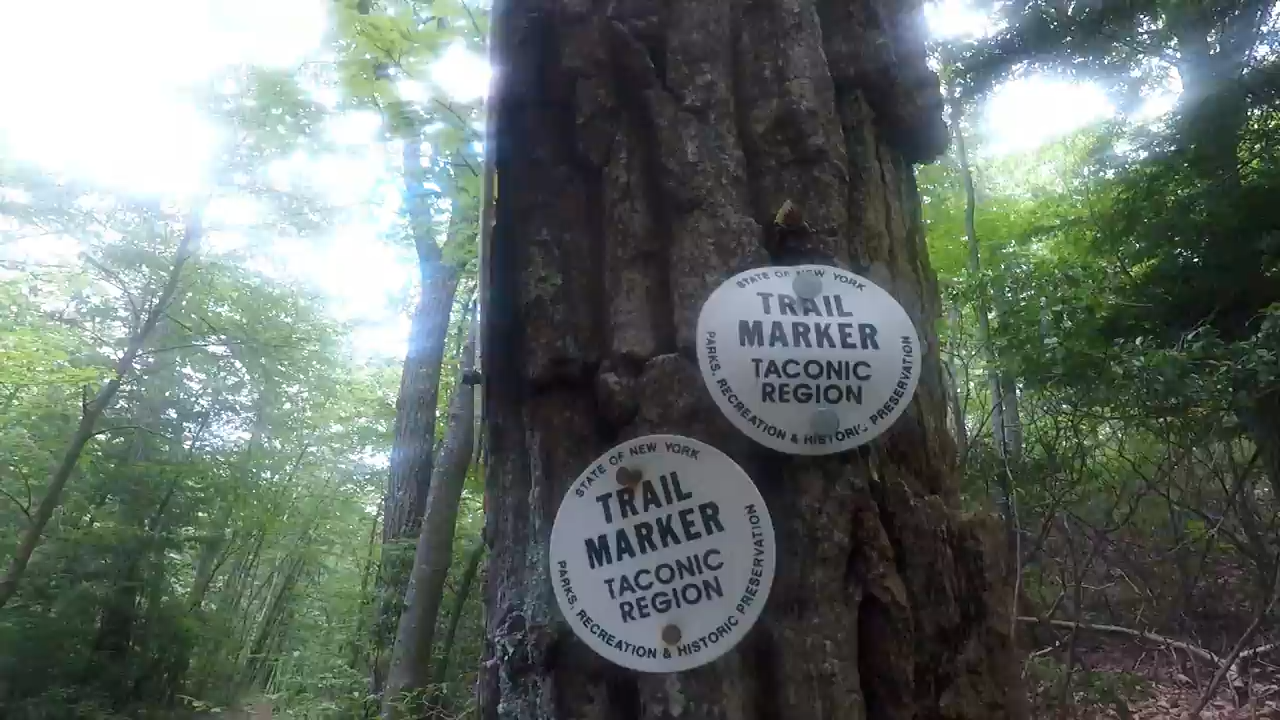 STATE OF NEW YORK
TRAIL
MARKER
TACONIC
REGION
PARKS, RECREATION & HISTORIC PRESERVATION
STATE OF NEW YORK
TRAIL
MARKER
TACONIC
REGION
PARKS, RECREATION & HISTORIC PRESERVATION